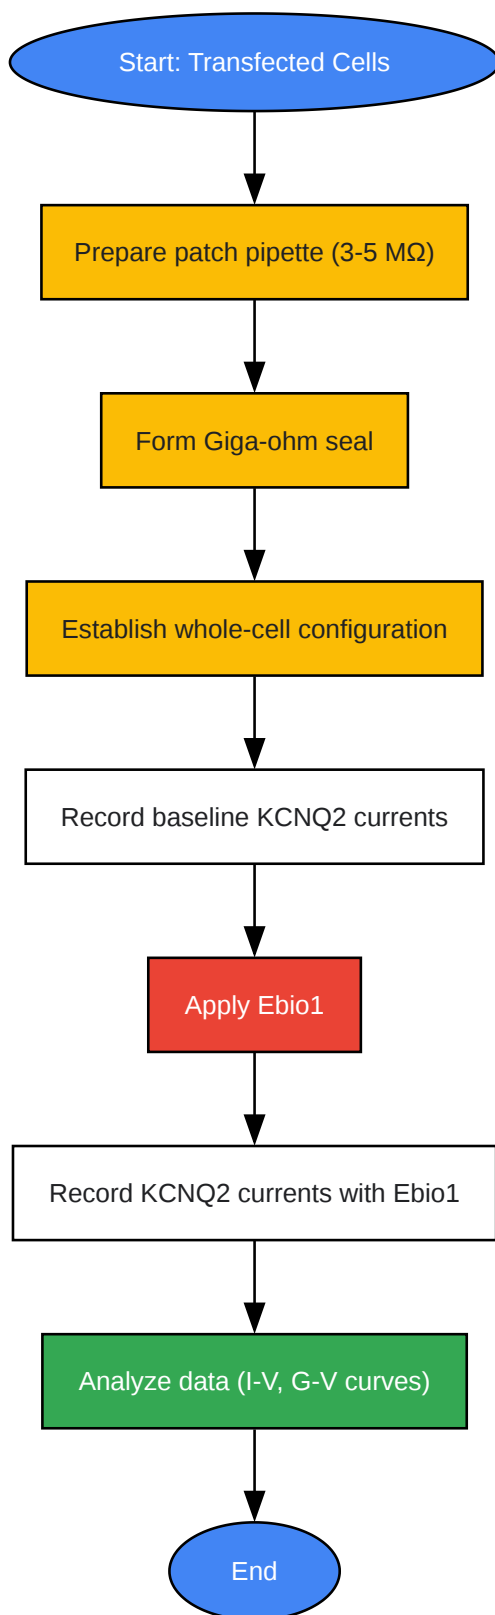 Start: Transfected Cells
Prepare patch pipette (3-5 MΩ)
Form Giga-ohm seal
Establish whole-cell configuration
Record baseline KCNQ2 currents
Apply Ebio1
Record KCNQ2 currents with Ebio1
Analyze data (I-V, G-V curves)
End